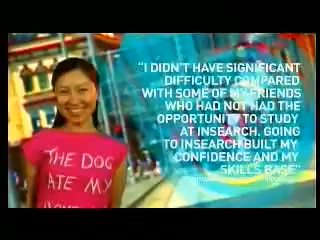 "I DIDN'T HAVE SIGNIFICANT
DIFFICULTY COMPARED
WITH SOME OF MY FRIENDS
WHO HAD NOT HAD THE
OPPORTUNITY TO STUDY
AT INSEARCH. GOING
TO INSEARCH BUILT MY
CONFIDENCE AND MY
SKILLS BASE"
THE DOG
ATE MY